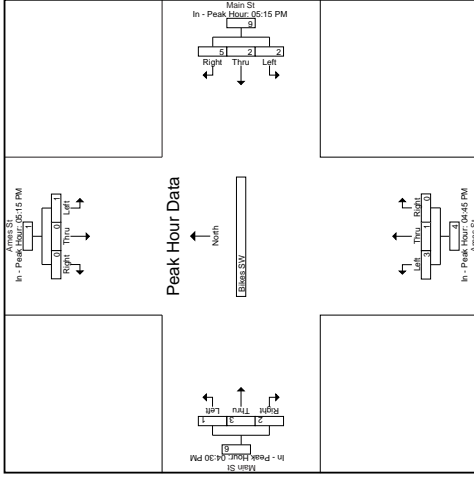 Main St
In - Peak Hour: 05:15 PM
9
5 2 2
Right Thru Left
Ames St
In - Peak Hour: 05:15 PM
1
1 0 0
Left Thru Right
Peak Hour Data
North
Bikes SW
Right Thru Left
0 1 3
4
In - Peak Hour: 04:45 PM
Ames St
Left Thru Right
1 3 2
6
In - Peak Hour: 04:30 PM
Main St